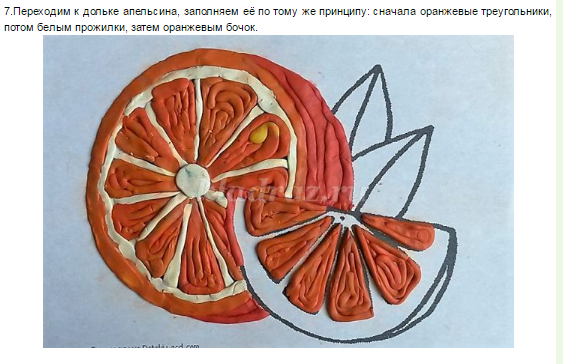 7.Переходим к дольке апельсина, заполняем её по тому же принципу: сначала оранжевые треугольники,
потом белым прожилки, затем оранжевым бочок.